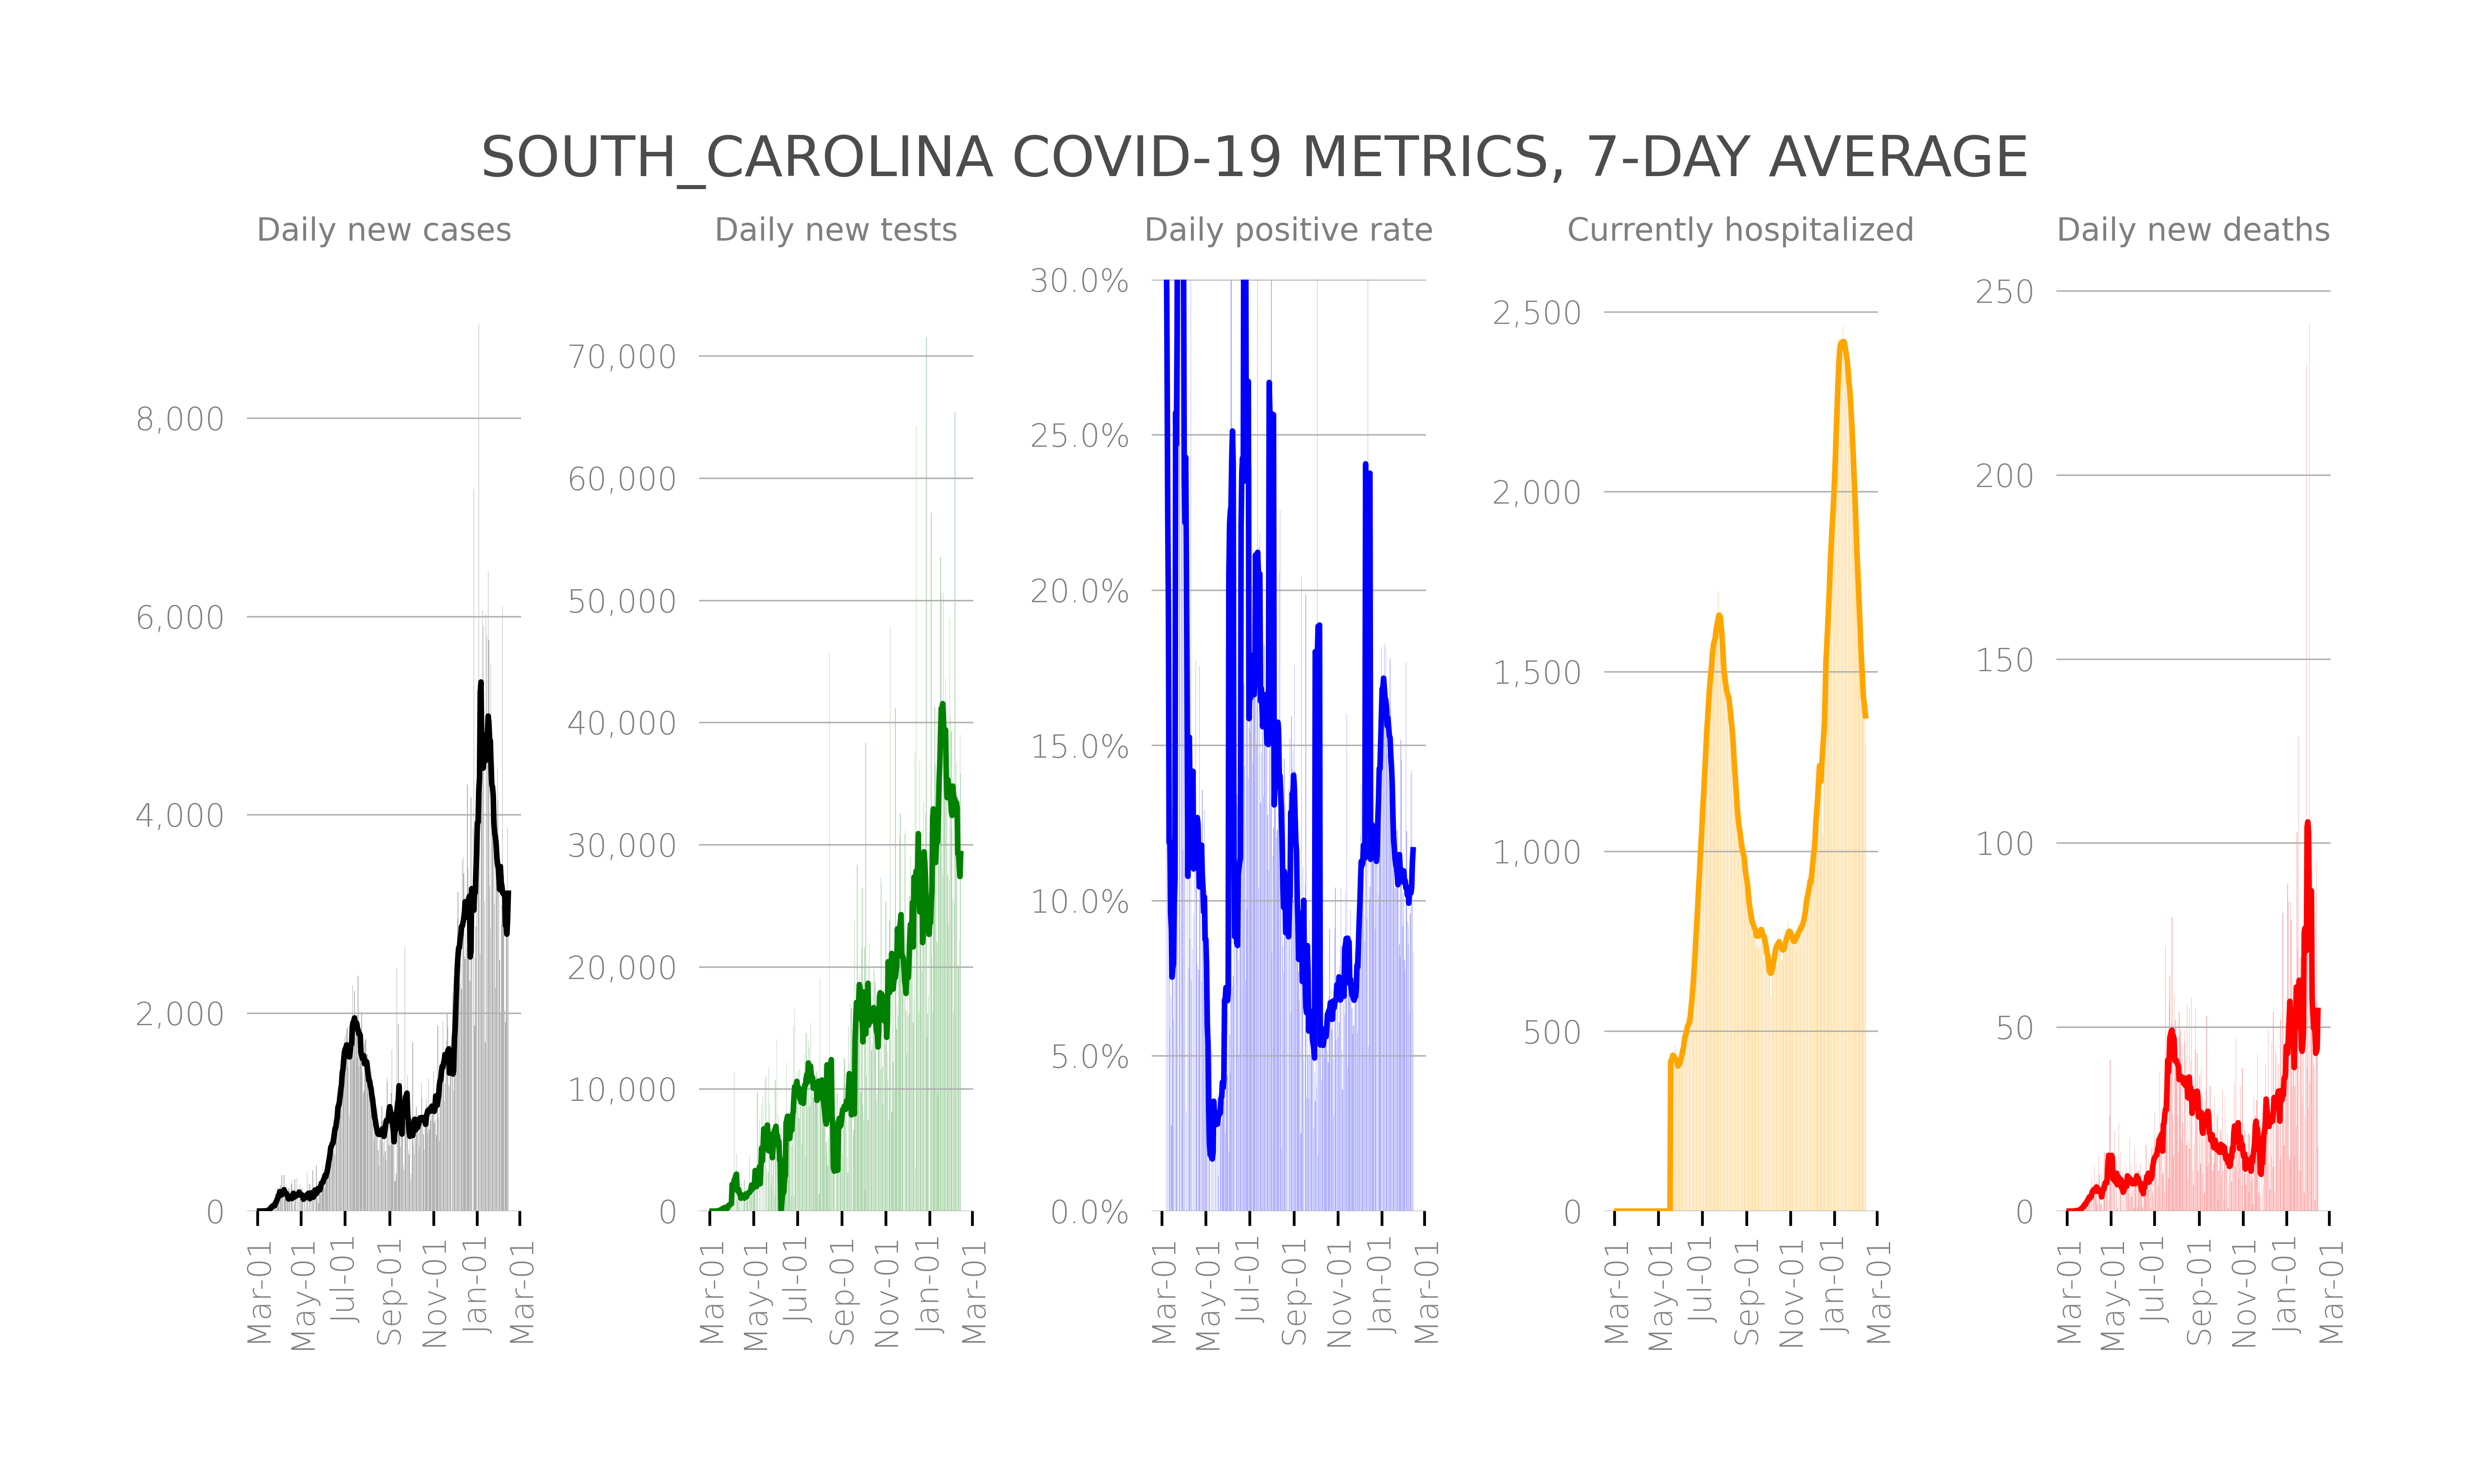 SOUTH_CAROLINA COVID-19 METRICS, 7-DAY AVERAGE
Daily new cases
8,000
6,000
4,000
2,000
0
Mar-01
May-01
Jul-01
Sep-01
Nov-01
Jan-01
Mar-01
Daily new tests
70,000
60,000
50,000
40,000
30,000
20,000
10,000
0
Mar-01
May-01
Jul-01
Sep-01
Nov-01
Jan-01
Mar-01
Daily positive rate
30.0%
25.0%
20.0%
15.0%
10.0%
5.0%
0.0%
Mar-01
May-01
Jul-01
Sep-01
Nov-01
Jan-01
Mar-01
Currently hospitalized
2,500
2,000
1,500
1,000
500
0
Mar-01
May-01
Jul-01
Sep-01
Nov-01
Jan-01
Mar-01
Daily new deaths
250
200
150
100
50
0
Mar-01
May-01
Jul-01
Sep-01
Nov-01
Jan-01
Mar-01